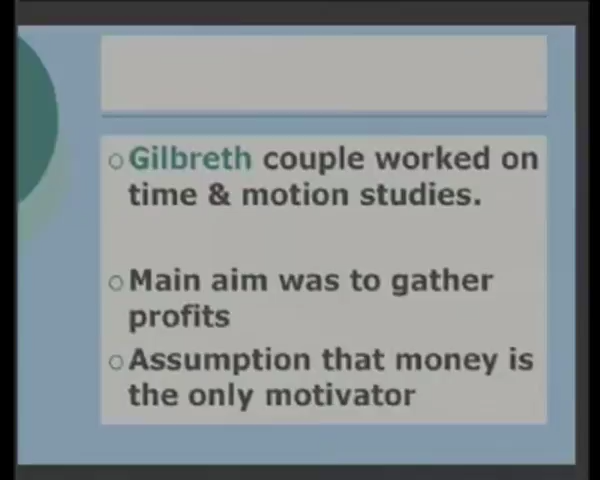 Gilbreth couple worked on
time & motion studies.
Main aim was to gather
profits
Assumption that money is
the only motivator